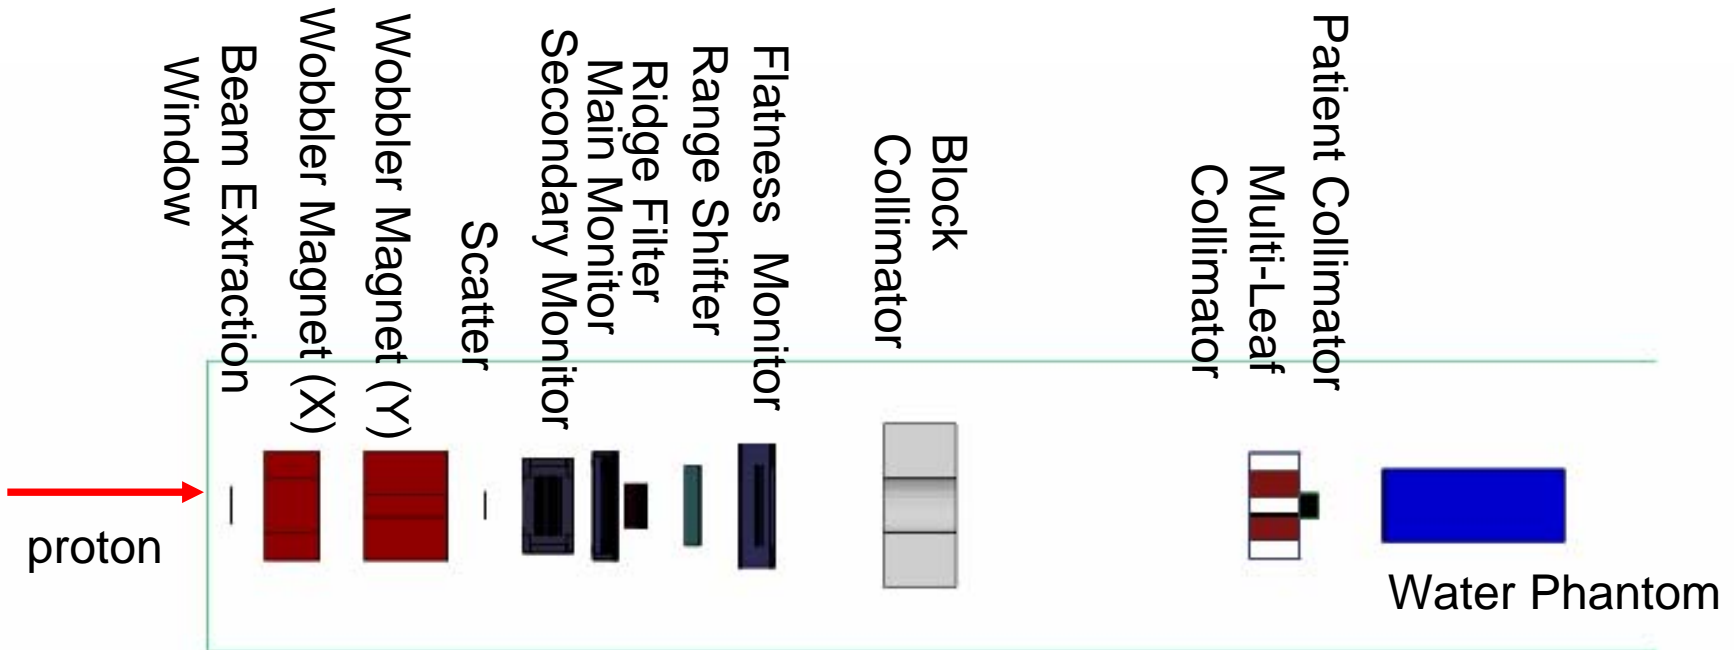 Beam Extraction
Window
Wobbler Magnet (X)
Wobbler Magnet (Y)
Scatter
Secondary Monitor
Main Monitor
Ridge Filter
Range Shifter
Flatness  Monitor
Block
Collimator
Multi-Leaf
Collimator
Patient Collimator
proton
Water Phantom